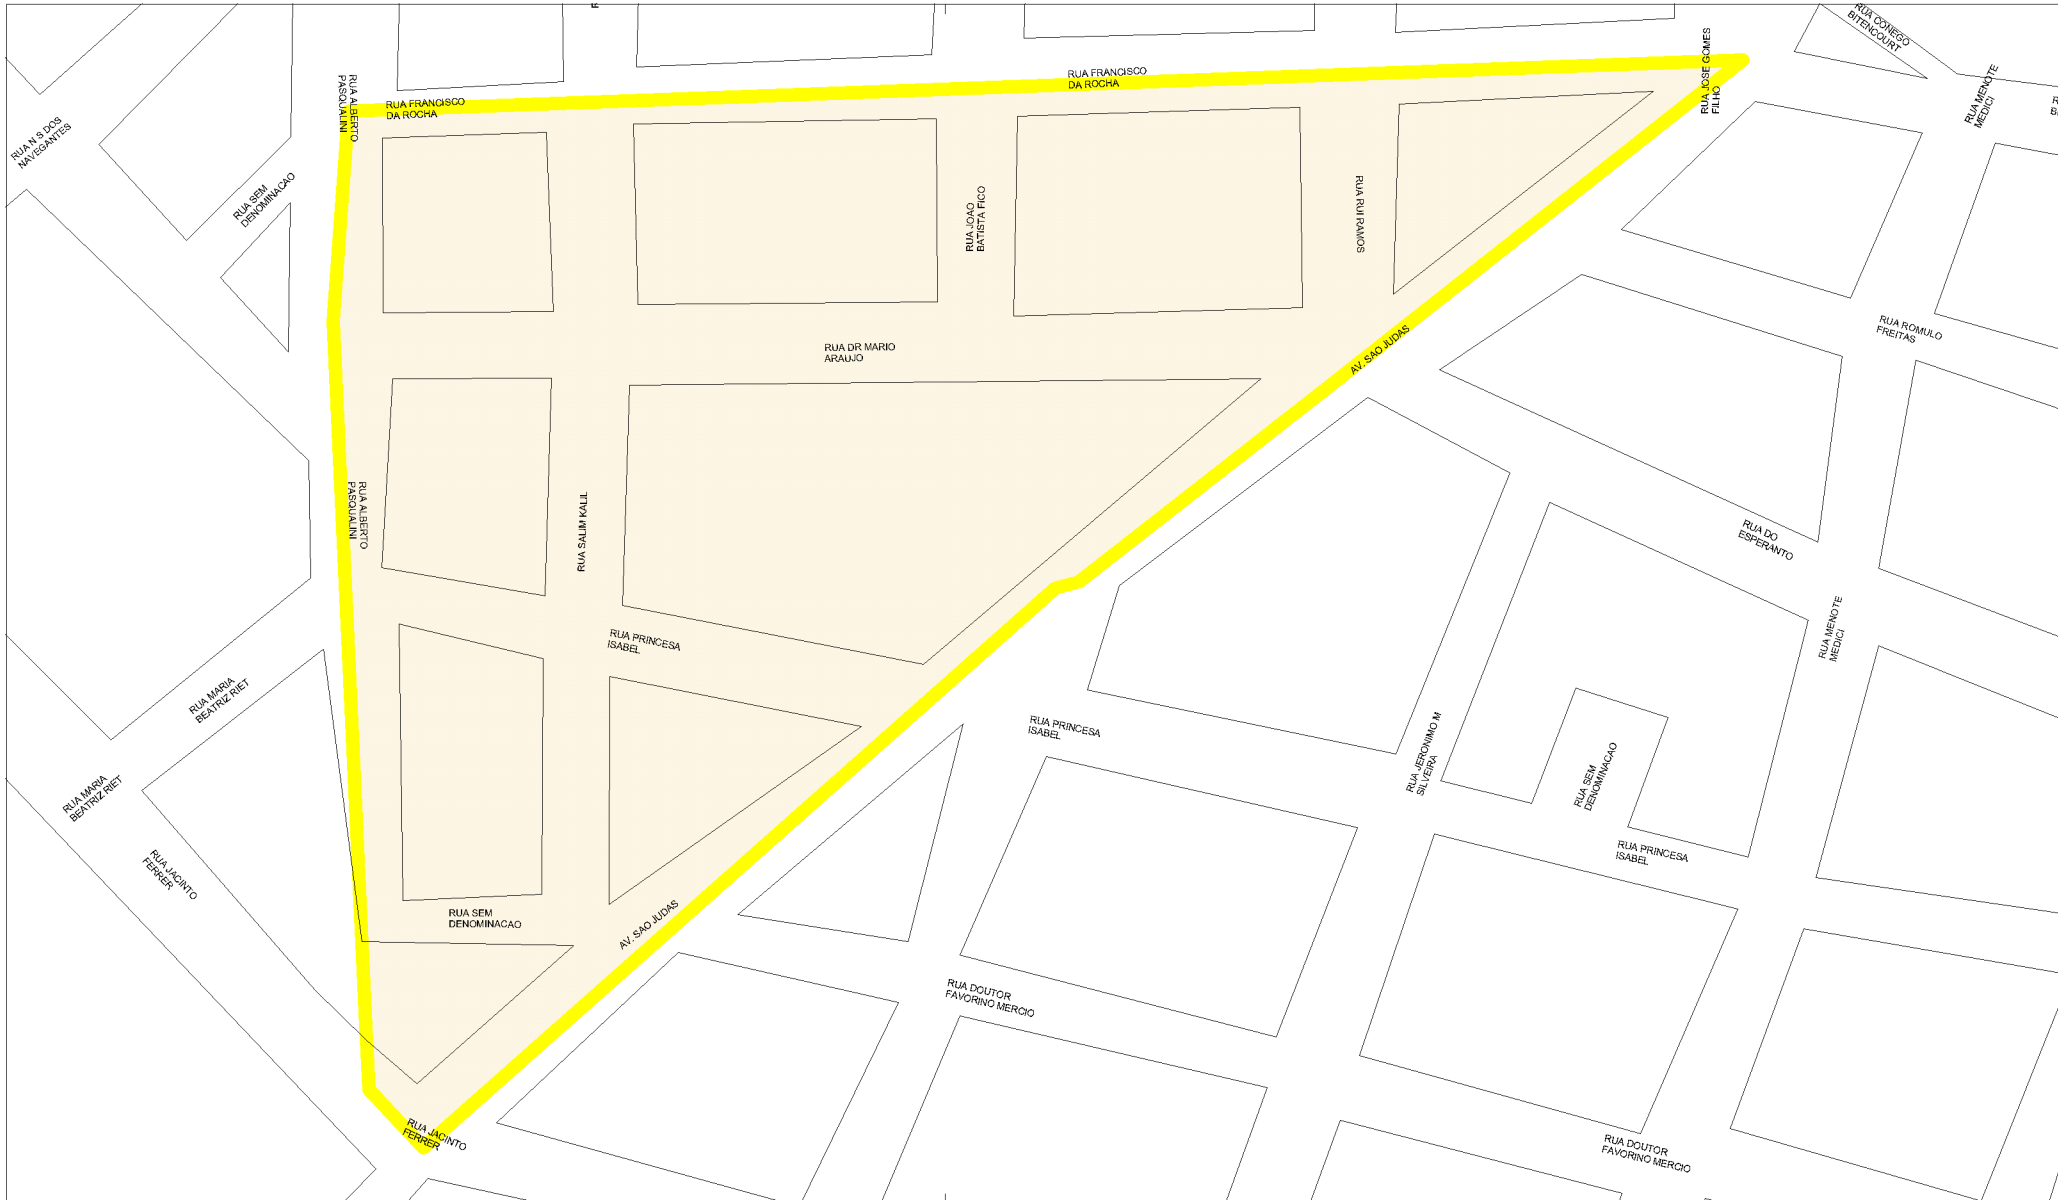 RUA CONEGO
BITENCOURT
RUA JOSE GOMES
FILHO
RUA MENOTE
MEDICI
RUA FRANCISCO
DA ROCHA
RUA ALBERTO
PASQUALINI
RUA FRANCISCO
DA ROCHA
RUA N S DOS
NAVEGANTES
RUA SEM
DENOMINACAO
RUA JOAO
BATISTA FICO
RUA RUI RAMOS
RUA ROMULO
FREITAS
RUA DR MARIO
ARAUJO
AV. SAO JUDAS
RUA ALBERTO
PASQUALINI
RUA SALIM KALIL
RUA DO
ESPERANTO
RUA PRINCESA
ISABEL
RUA MENOTE
MEDICI
RUA MARIA
BEATRIZ RIET
RUA PRINCESA
ISABEL
RUA JERONIMO M
SILVEIRA
RUA SEM
DENOMINACAO
RUA MARIA
BEATRIZ RIET
RUA PRINCESA
ISABEL
RUA JACINTO
FERRER
RUA SEM
DENOMINACAO
AV. SAO JUDAS
RUA DOUTOR
FAVORINO MERCIO
RUA JACINTO
FERRER
RUA DOUTOR
FAVORINO MERCIO